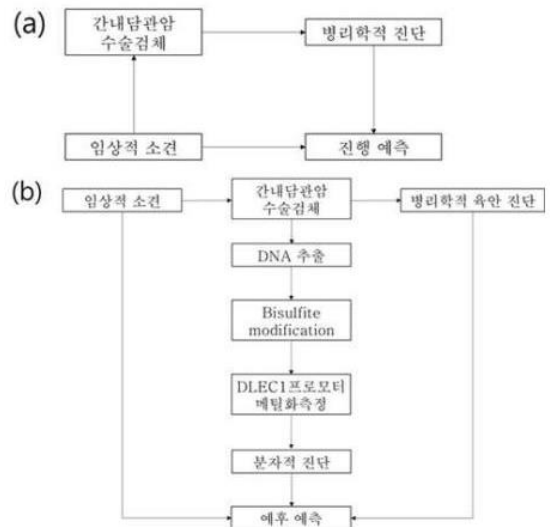 (a)
간내담관암
수술검체
병리학적 진단
임상적 소견
진행 예측
(b)
임상적 소견
간내담관암
수술검체
병리학적 육안 진단
DNA 추출
Bisulfite
modification
DLEC1프로모터
메틸화측정
분자적 진단
예후 예측